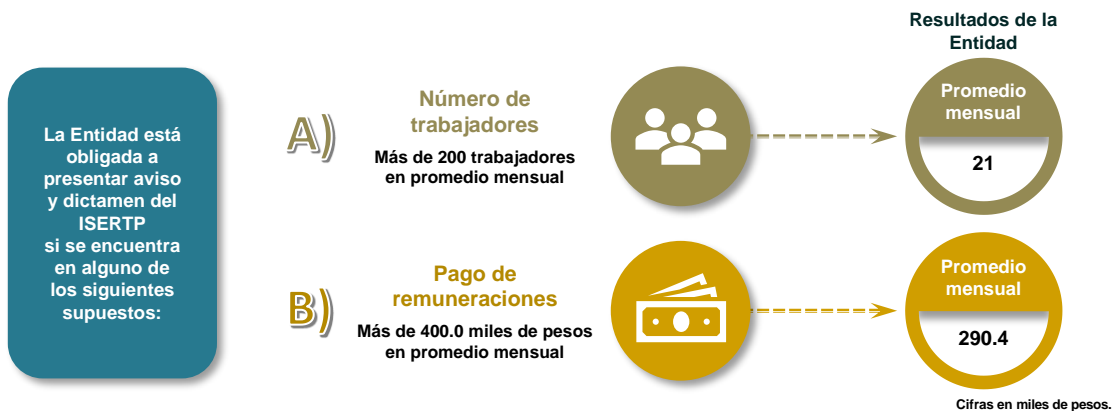 La Entidad está
obligada a
presentar aviso
y dictamen del
ISERTP
si se encuentra
en alguno de
los siguientes
supuestos:
A)
Número de
trabajadores
Más de 200 trabajadores
en promedio mensual
Resultados de la
Entidad
Promedio
mensual
21
B)
Pago de
remuneraciones
Más de 400.0 miles de pesos
en promedio mensual
Promedio
mensual
290.4
Cifras en miles de pesos.